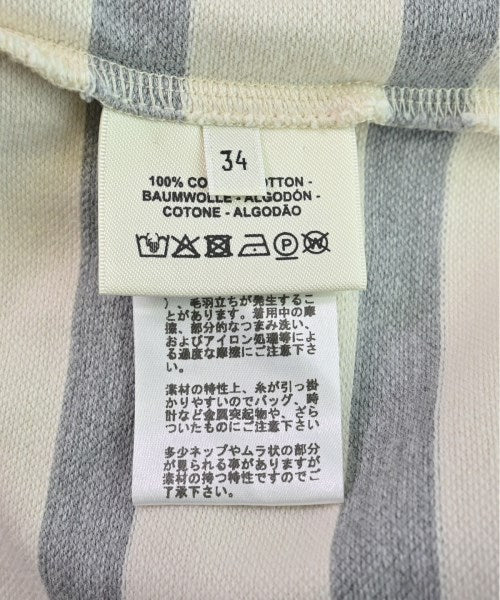 34
100% CO TTON -
BAUMWOLLE - ALGODÓN -
COTONE - ALGODÃO
)、毛羽立ちが発生するこ
とがあります。着用中の摩
擦、部分的なつまみ洗い、
およびアイロン処理等によ
る過度な摩擦にご注意下さ
い。
素材の特性上、糸が引っ掛
かりやすいのでバッグ、時
計など金属突起物や、ざら
ついたものにご注意下さい
多少ネップやムラ状の部分
が見られる事がありますが
素材の持つ特性ですのでご
了承下さい。